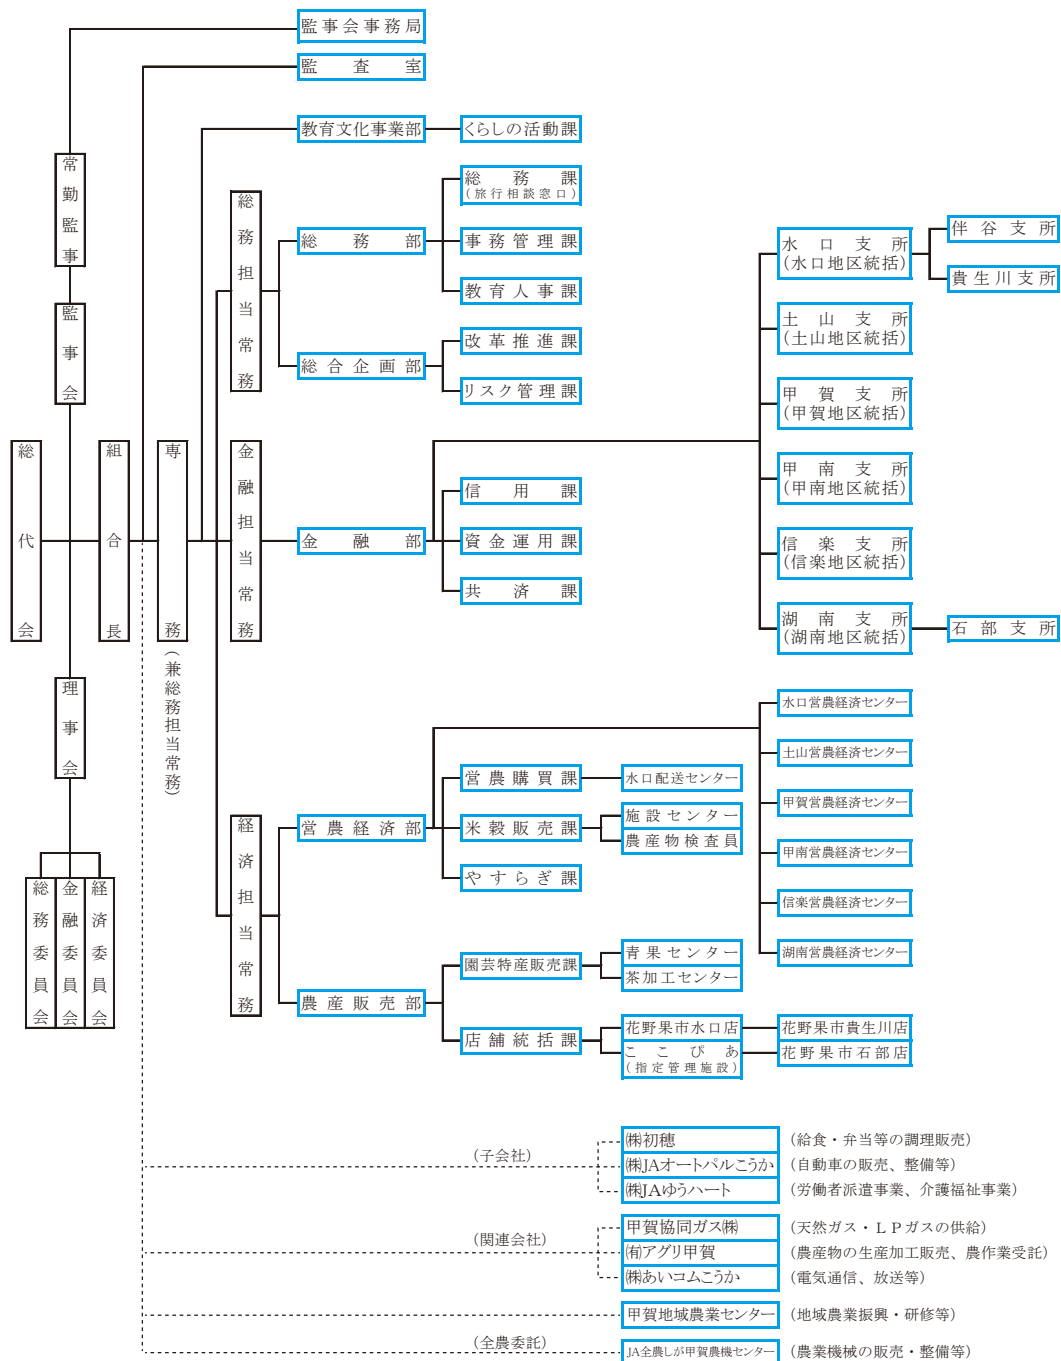 監事会事務局
監査室
教育文化事業部
くらしの活動課
常勤監事
監事会
総務担当常務
総務部
総務課
(旅行相談窓口)
事務管理課
教育人事課
総合企画部
改革推進課
リスク管理課
水口支所
(水口地区統括)
伴谷支所
貴生川支所
土山支所
(土山地区統括)
甲賀支所
(甲賀地区統括)
甲南支所
(甲南地区統括)
信楽支所
(信楽地区統括)
湖南支所
(湖南地区統括)
石部支所
総代会
組合長
専務
(兼総務担当常務)
金融担当常務
金融部
信用課
資金運用課
共済課
理事会
総務委員会
金融委員会
経済委員会
経済担当常務
営農経済部
営農購買課
水口配送センター
米穀販売課
施設センター
農産物検査員
やすらぎ課
水口営農経済センター
土山営農経済センター
甲賀営農経済センター
甲南営農経済センター
信楽営農経済センター
湖南営農経済センター
農産販売部
園芸特産販売課
青果センター
茶加工センター
店舗統括課
花野果市水口店
花野果市貴生川店
ここぴあ
(指定管理施設)
花野果市石部店
(子会社)
㈱初穂
(給食・弁当等の調理販売)
㈱JAオートパルこうか
(自動車の販売、整備等)
㈱JAゆうハート
(労働者派遣事業、介護福祉事業)
(関連会社)
甲賀協同ガス㈱
(天然ガス・LPガスの供給)
㈲アグリ甲賀
(農産物の生産加工販売、農作業受託)
㈱あいコムこうか
(電気通信、放送等)
甲賀地域農業センター
(地域農業振興・研修等)
(全農委託)
JA全農しが甲賀農機センター
(農業機械の販売・整備等)